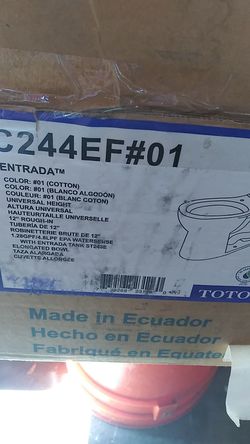 C244EF#01
ENTRADA™
COLOR: #01 (COTTON)
COLOR: #01 (BLANCO ALGODÓN)
COULEUR: #01 (BLANC COTON)
UNIVERSAL HEIGHT
ALTURA UNIVERSAL
HAUTEUR/TAILLE UNIVERSELLE
12" ROUGH-IN
TUBERÍA DE 12"
ROBINETTERIE BRUTE DE 12"
1.28GPF/4.8LPF EPA WATERSENSE
WITH ENTRADA TANK ST244E
ELONGATED BOWL
TAZA ALARGADA
CUVETTE ALLONGÉE
TOTO
Made in Ecuador
Hecho en Ecuador
Fabriqué en Equate